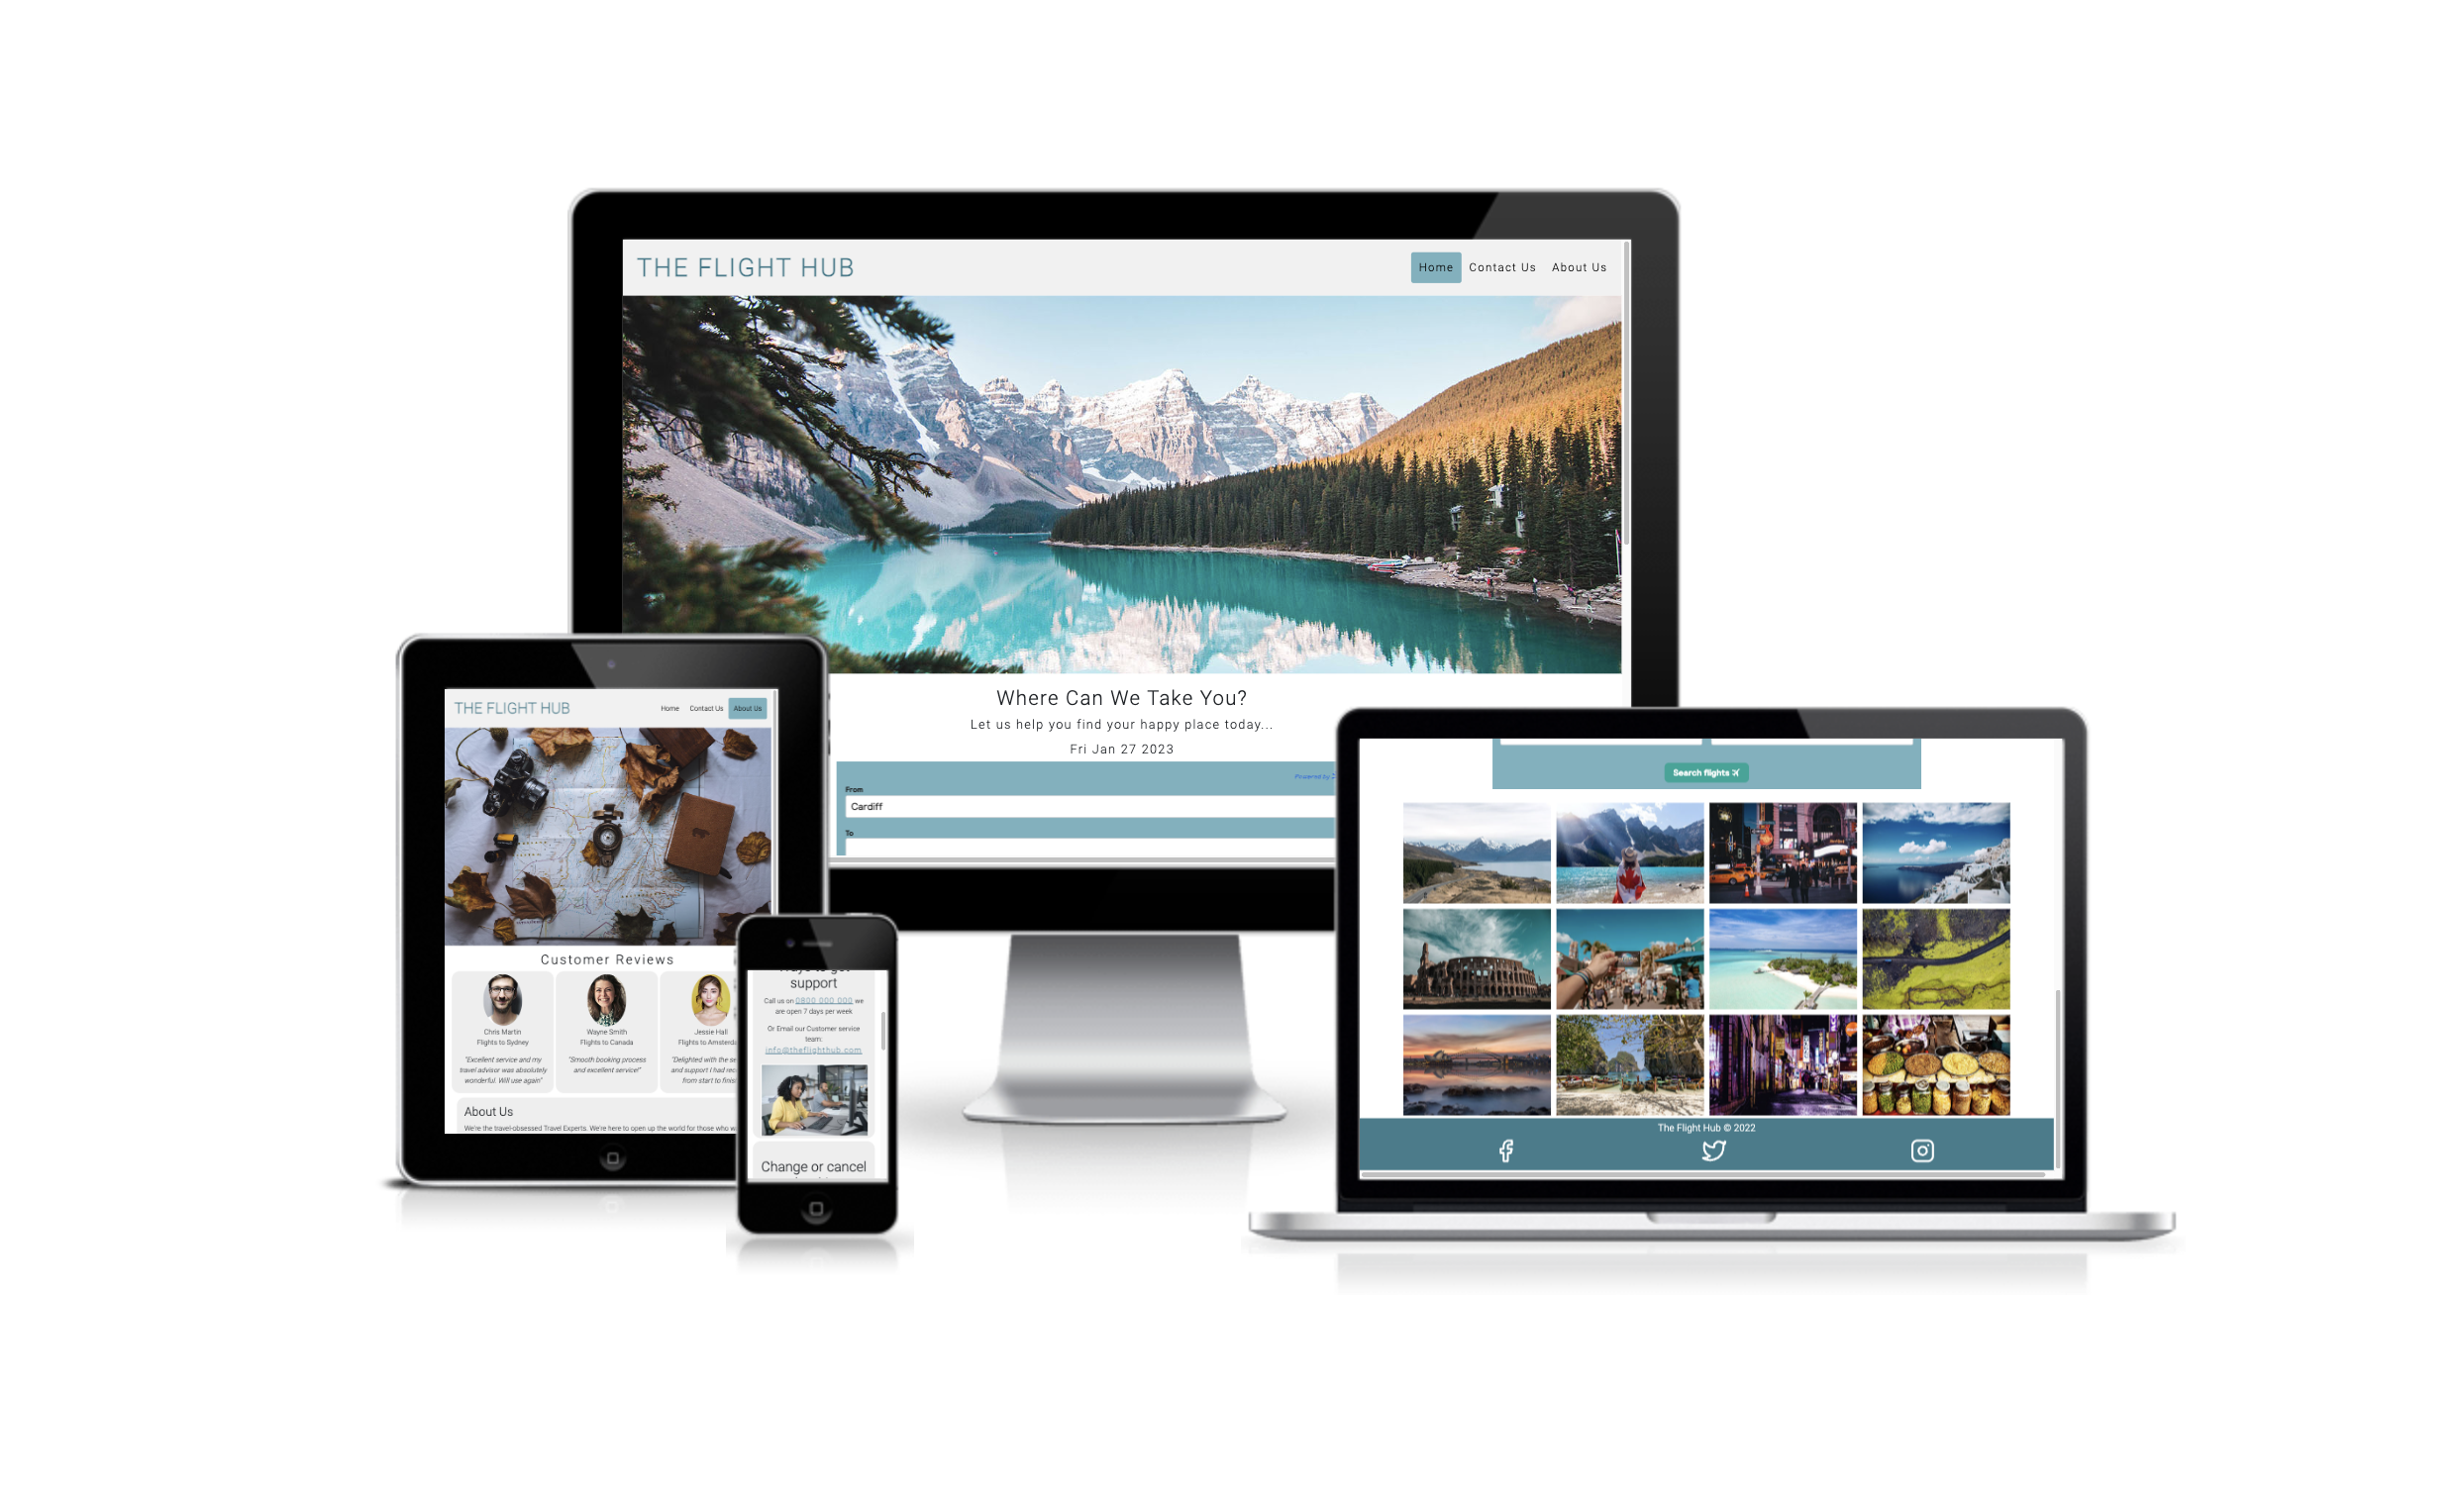 THE FLIGHT HUB
Home Contact Us About Us
Where Can We Take You?
Let us help you find your happy place today...
Fri Jan 27 2023
Powered by
From
Cardiff
To
THE FLIGHT HUB
Home Contact Us About Us
Customer Reviews
Chris Martin
Flights to Sydney
"Excellent service and my
travel advisor was absolutely
wonderful. Will use again"
Wayne Smith
Flights to Canada
"Smooth booking process
and excellent service!"
Jessie Hall
Flights to Amsterd
"Delighted with the se
and support I had rec
from start to finis
About Us
We're the travel-obsessed Travel Experts. We're here to open up the world for those who w
Ways to get
support
Call us on 0800 000 000 we
are open 7 days per week
Or Email our Customer service
team:
info@theflighthub.com
Change or cancel
Search flights
The Flight Hub © 2022